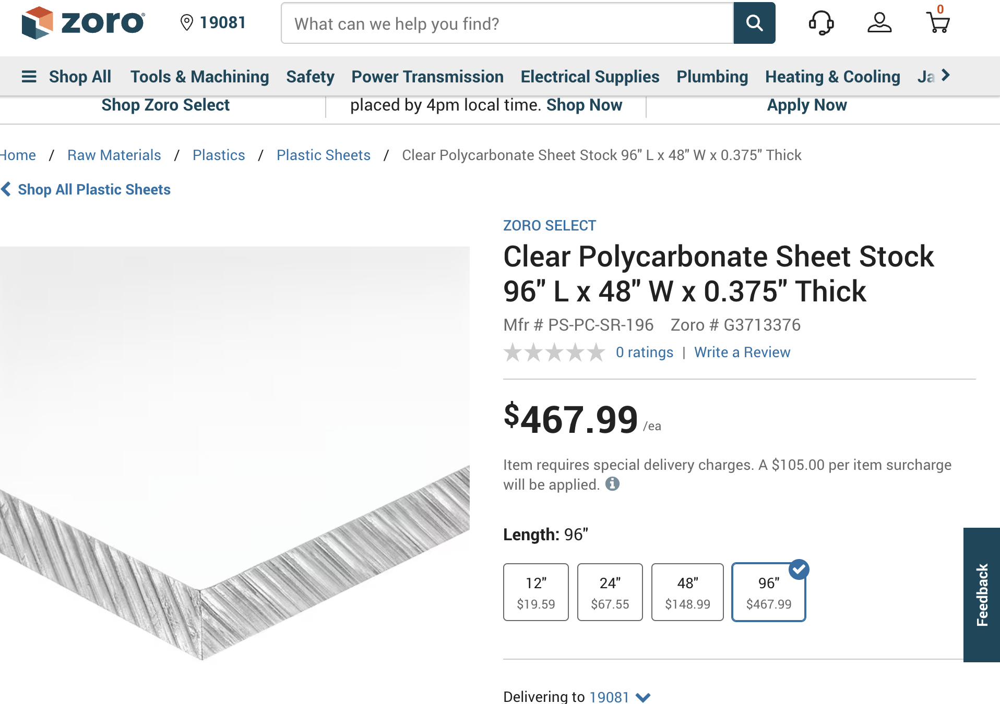 zoro®
19081
What can we help you find?
0
Shop All Tools & Machining Safety Power Transmission Electrical Supplies Plumbing Heating & Cooling Ja
Shop Zoro Select
placed by 4pm local time. Shop Now
Apply Now
Home / Raw Materials / Plastics / Plastic Sheets / Clear Polycarbonate Sheet Stock 96" L x 48" W x 0.375" Thick
Shop All Plastic Sheets
ZORO SELECT
Clear Polycarbonate Sheet Stock
96" L x 48" W x 0.375" Thick
Mfr # PS-PC-SR-196 Zoro # G3713376
0 ratings | Write a Review
$467.99 /ea
Item requires special delivery charges. A $105.00 per item surcharge
will be applied.
Length: 96"
12" 24" 48" 96"
$19.59 $67.55 $148.99 $467.99
Feedback
Delivering to 19081